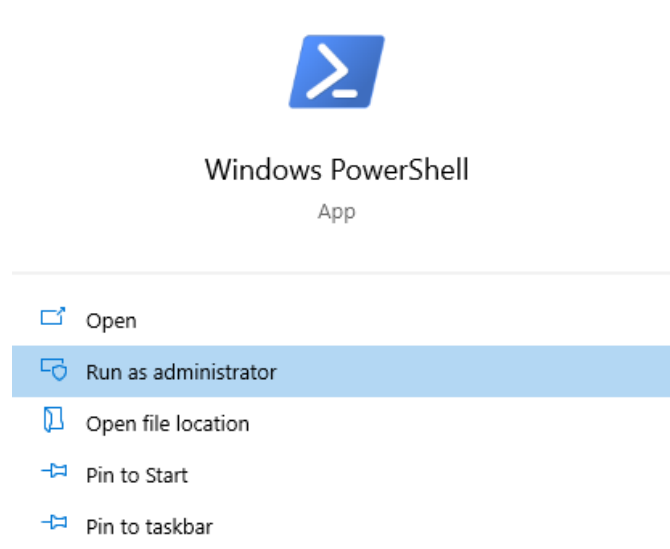 Windows PowerShell
App
Open
Run as administrator
Open file location
Pin to Start
Pin to taskbar